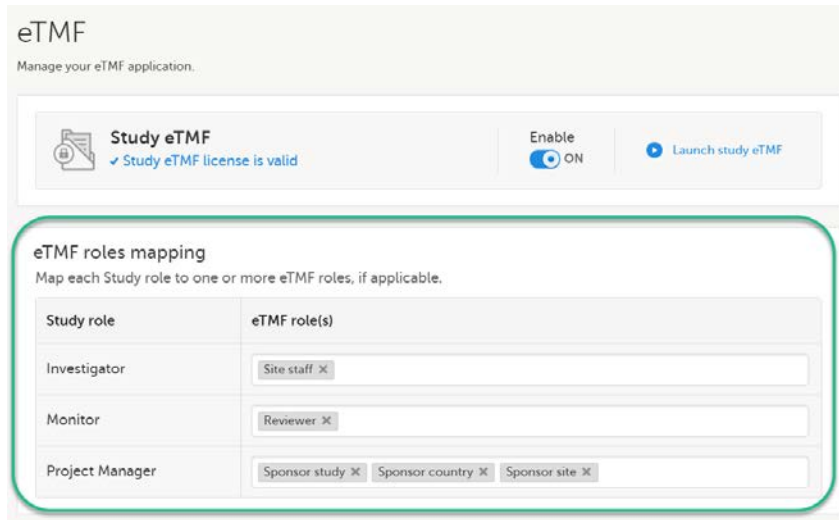 eTMF
Manage your eTMF application.
Study eTMF
✓ Study eTMF license is valid
Enable
ON
Launch study eTMF
eTMF roles mapping
Map each Study role to one or more eTMF roles, if applicable.
Study role eTMF role(s)
Investigator Site staff ×
Monitor Reviewer ×
Project Manager Sponsor study × Sponsor country × Sponsor site ×